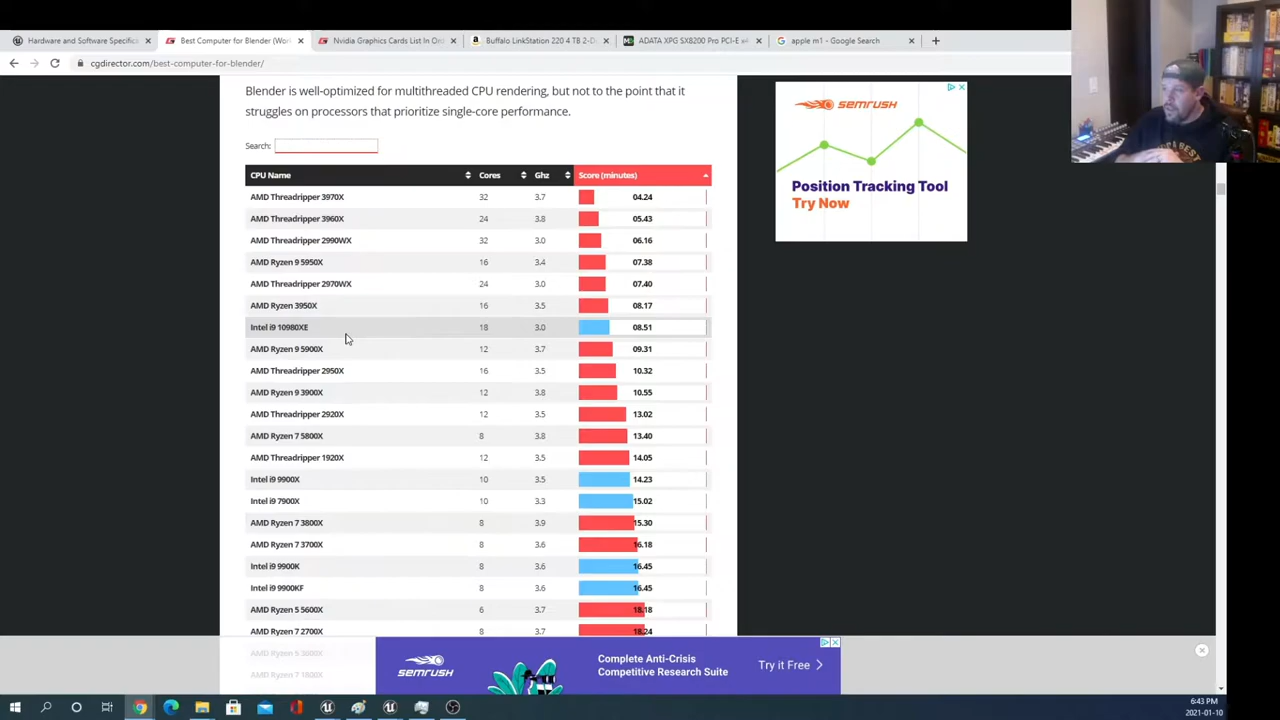 Hardware and Software Specific
Best Computer for Blender (Wor
Nvidia Graphics Cards List In Or
Buffalo LinkStation 220 4 TB 2-D
ADATA XPG SX8200 Pro PCI-E
apple m1 - Google Search
cgdirector.com/best-computer-for-blender/
Blender is well-optimized for multithreaded CPU rendering, but not to the point that it
struggles on processors that prioritize single-core performance.
Search:
CPU Name Cores Ghz Score (minutes)
AMD Threadripper 3970X 32 3.7 04.24
AMD Threadripper 3960X 24 3.8 05.43
AMD Threadripper 2990WX 32 3.0 06.16
AMD Ryzen 9 5950X 16 3.4 07.38
AMD Threadripper 2970WX 24 3.0 07.40
AMD Ryzen 3950X 16 3.5 08.17
Intel i9 10980XE 18 3.0 08.51
AMD Ryzen 9 5900X 12 3.7 09.31
AMD Threadripper 2950X 16 3.5 10.32
AMD Ryzen 9 3900X 12 3.8 10.55
AMD Threadripper 2920X 12 3.5 13.02
AMD Ryzen 7 5800X 8 3.8 13.40
AMD Threadripper 1920X 12 3.5 14.05
Intel i9 9900X 10 3.5 14.23
Intel i9 7900X 10 3.3 15.02
AMD Ryzen 7 3800X 8 3.9 15.30
AMD Ryzen 7 3700X 8 3.6 16.18
Intel i9 9900K 8 3.6 16.45
Intel i9 9900KF 8 3.6 16.45
AMD Ryzen 5 5600X 6 3.7 18.18
AMD Ryzen 7 2700X 8 3.7 18.24
AMD Ryzen 5 3600X
AMD Ryzen 7 1800X
SEMRUSH
Position Tracking Tool
Try Now
SEMRUSH
Complete Anti-Crisis
Competitive Research Suite
Try it Free
6:43 PM
2021-01-10